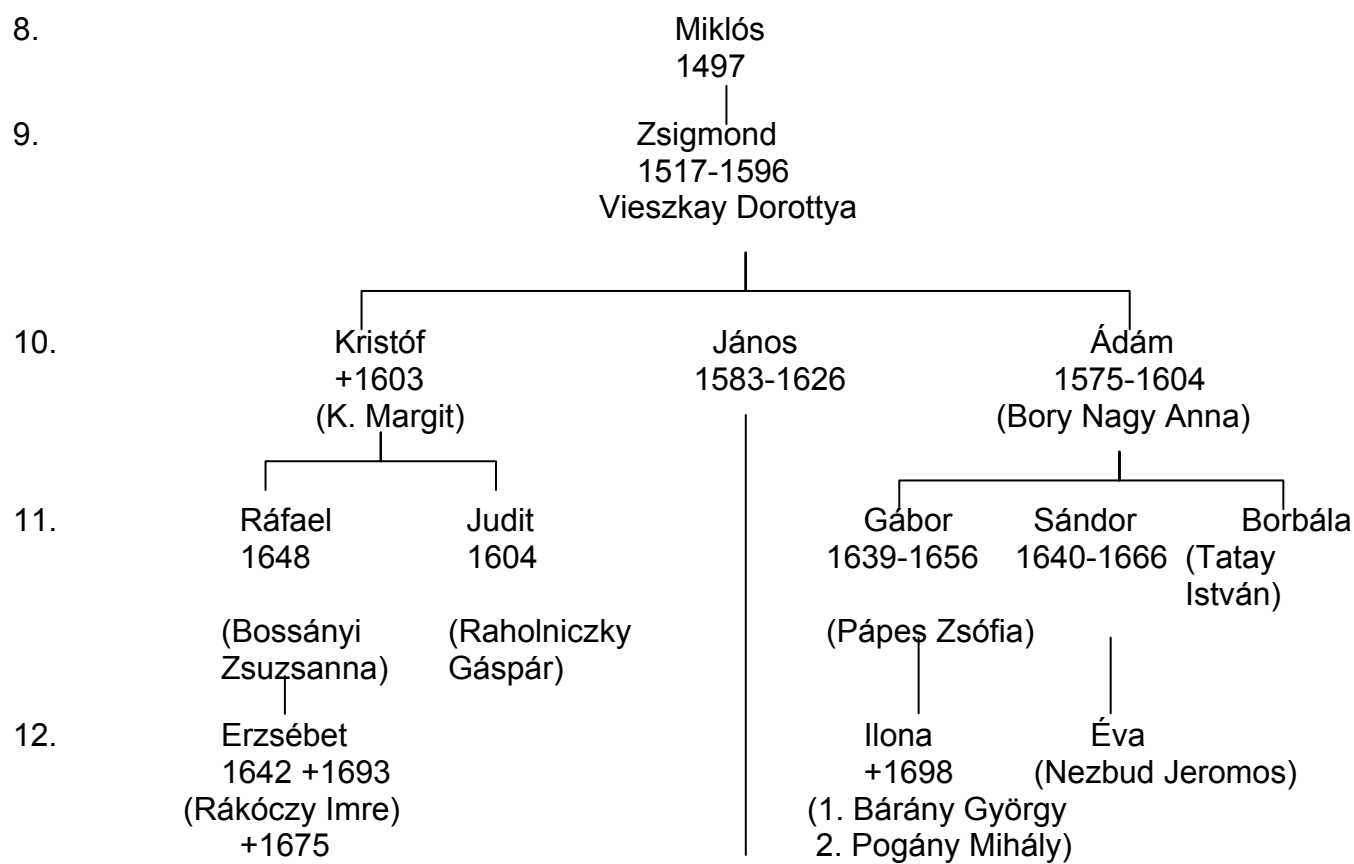 8. Miklós
1497
9. Zsigmond
1517-1596
Vieszkay Dorottya
10. Kristóf János Ádám
+1603 1583-1626 1575-1604
(K. Margit) (Bory Nagy Anna)
11. Ráfael Judit Gábor Sándor Borbála
1648 1604 1639-1656 1640-1666 (Tatay
István)
(Bossányi (Raholniczky (Pápes Zsófia)
Zsuzsanna) Gáspár)
12. Erzsébet Ilona Éva
1642 +1693 +1698 (Nezbud Jeromos)
(Rákóczy Imre) (1. Bárány György
+1675 2. Pogány Mihály)